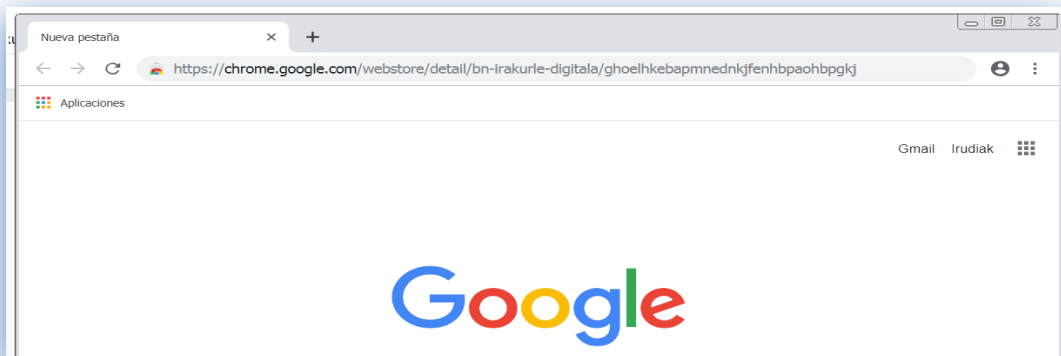 Nueva pestaña
https://chrome.google.com/webstore/detail/bn-irakurle-digitala/ghoelhkebapmnednkjfenhbpaohbpgkj
Aplicaciones
Gmail Irudiak
Google